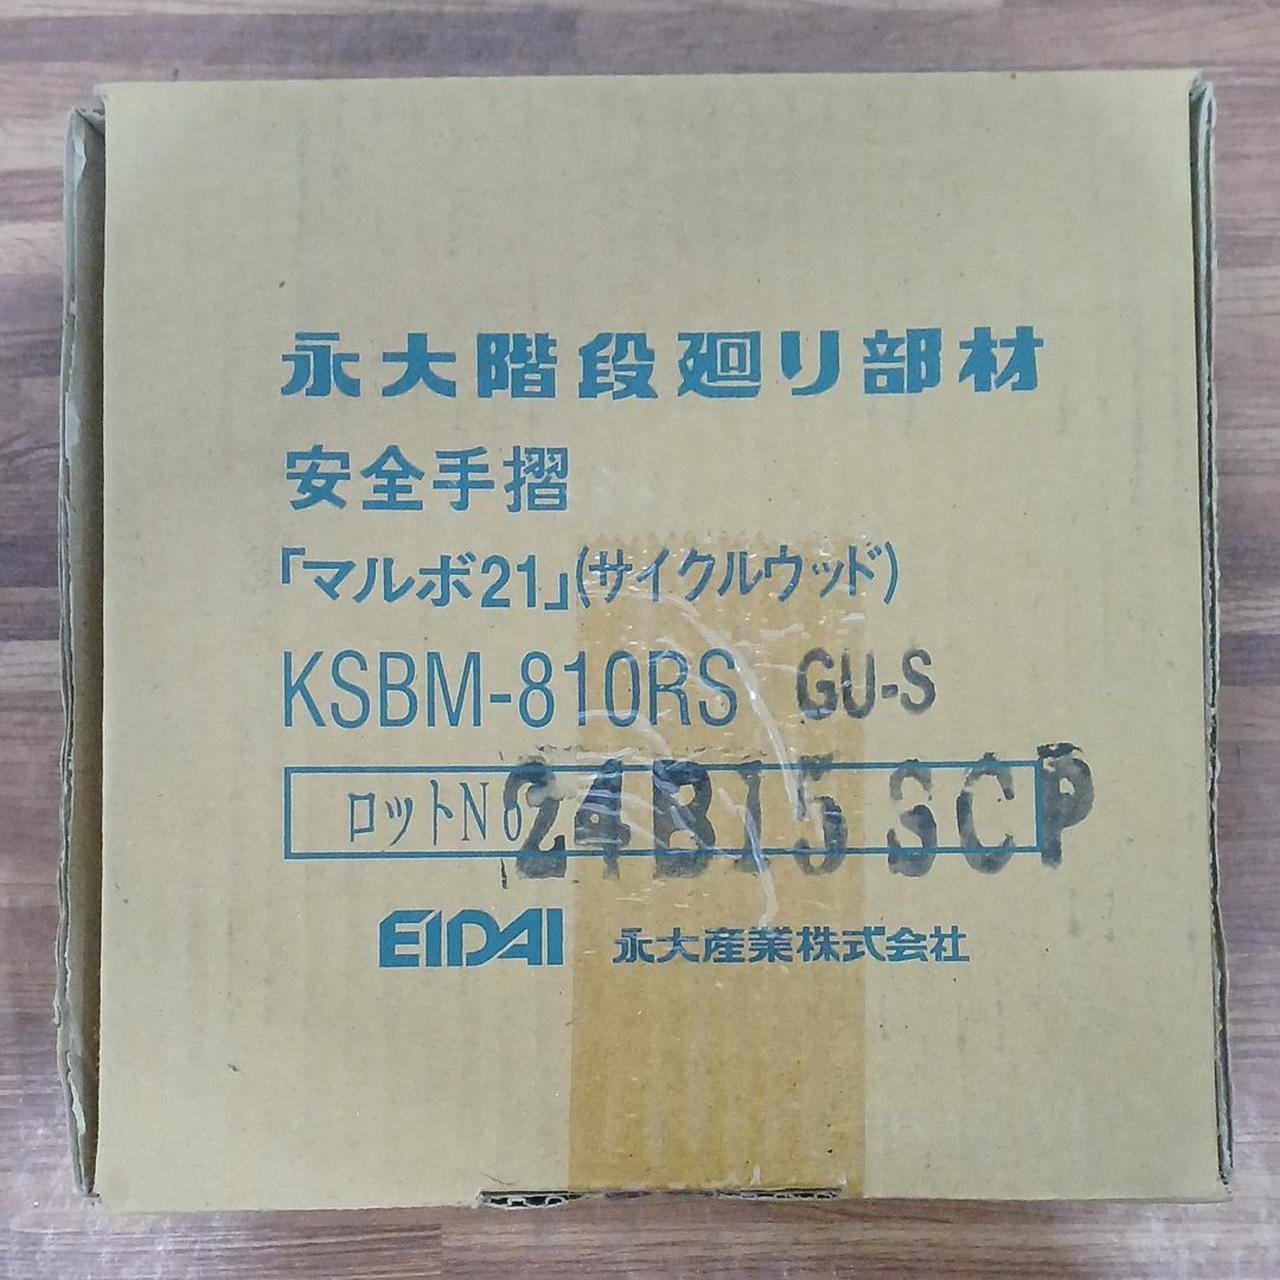 永大階段廻り部材
安全手摺
「マルボ21」(サイクルウッド)
KSBM-810RS GU-S
ロットNo 24B15 SCP
EIDAI 永大産業株式会社